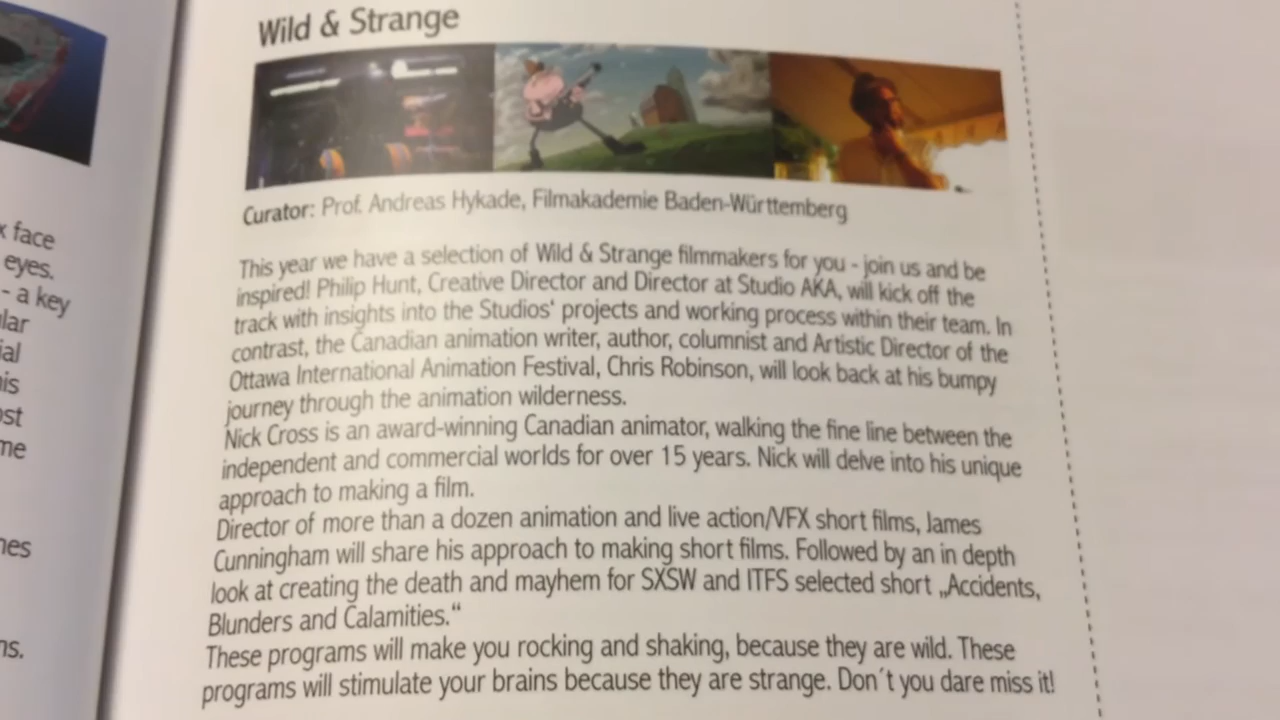 Wild & Strange
Curator: Prof. Andreas Hykade, Filmakademie Baden-Württemberg
This year we have a selection of Wild & Strange filmmakers for you - join us and be
inspired! Philip Hunt, Creative Director and Director at Studio AKA, will kick off the
track with insights into the Studios‘ projects and working process within their team. In
contrast, the Canadian animation writer, author, columnist and Artistic Director of the
Ottawa International Animation Festival, Chris Robinson, will look back at his bumpy
journey through the animation wilderness.
Nick Cross is an award-winning Canadian animator, walking the fine line between the
independent and commercial worlds for over 15 years. Nick will delve into his unique
approach to making a film.
Director of more than a dozen animation and live action/VFX short films, James
Cunningham will share his approach to making short films. Followed by an in depth
look at creating the death and mayhem for SXSW and ITFS selected short „Accidents,
Blunders and Calamities.“
These programs will make you rocking and shaking, because they are wild. These
programs will stimulate your brains because they are strange. Don´t you dare miss it!
face
eyes.
- a key